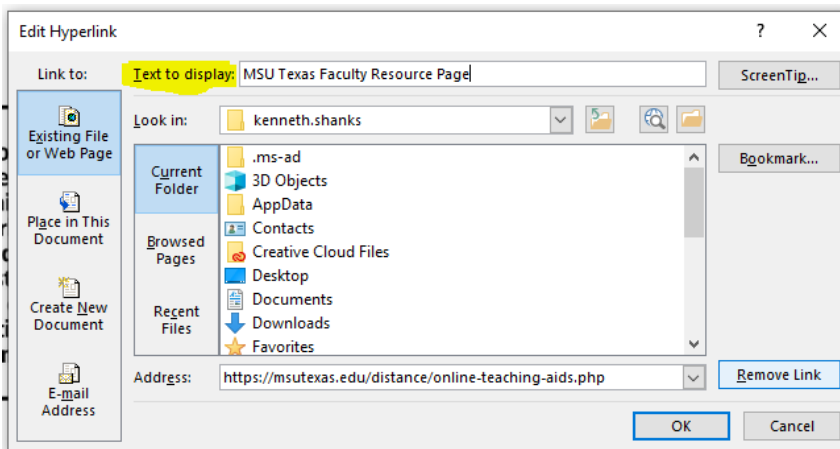 Edit Hyperlink
?
Link to:
Text to display: MSU Texas Faculty Resource Page
ScreenTip...
Existing File
or Web Page
Look in:
kenneth.shanks
Current
Folder
.ms-ad
3D Objects
AppData
Contacts
Creative Cloud Files
Desktop
Documents
Downloads
Favorites
Bookmark...
Place in This
Document
Browsed
Pages
Create New
Document
Recent
Files
E-mail
Address
Address:
https://msutexas.edu/distance/online-teaching-aids.php
Remove Link
OK
Cancel